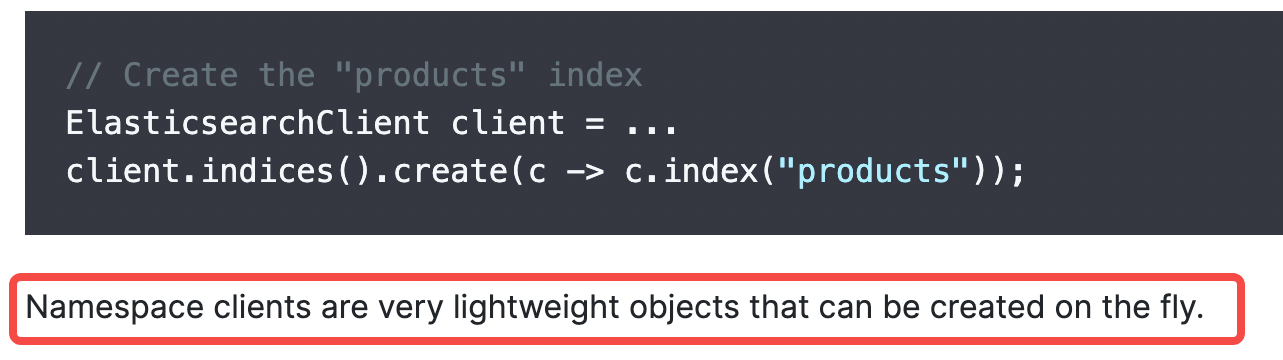 // Create the "products" index
ElasticsearchClient client = ...
client.indices().create(c -> c.index("products"));
Namespace clients are very lightweight objects that can be created on the fly.